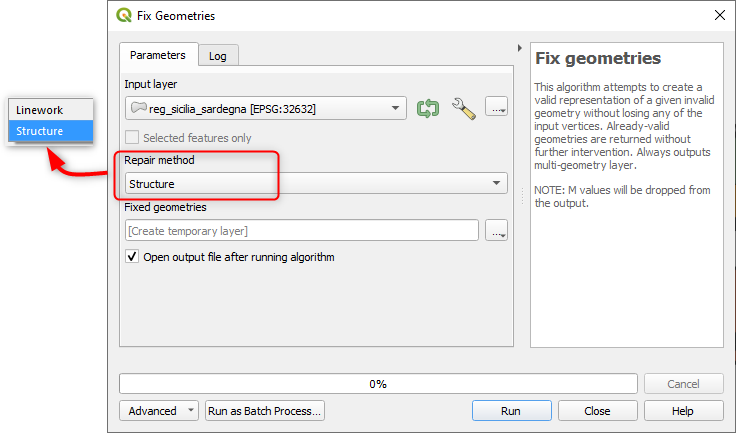 Fix Geometries
Parameters
Log
Linework
Structure
Input layer
reg_sicilia_sardegna [EPSG:32632]
...
Selected features only
Repair method
Structure
Fixed geometries
[Create temporary layer]
...
Open output file after running algorithm
Fix geometries
This algorithm attempts to create a
valid representation of a given invalid
geometry without losing any of the
input vertices. Already-valid
geometries are returned without
further intervention. Always outputs
multi-geometry layer.
NOTE: M values will be dropped from
the output.
0%
Cancel
Advanced
Run as Batch Process...
Run
Close
Help